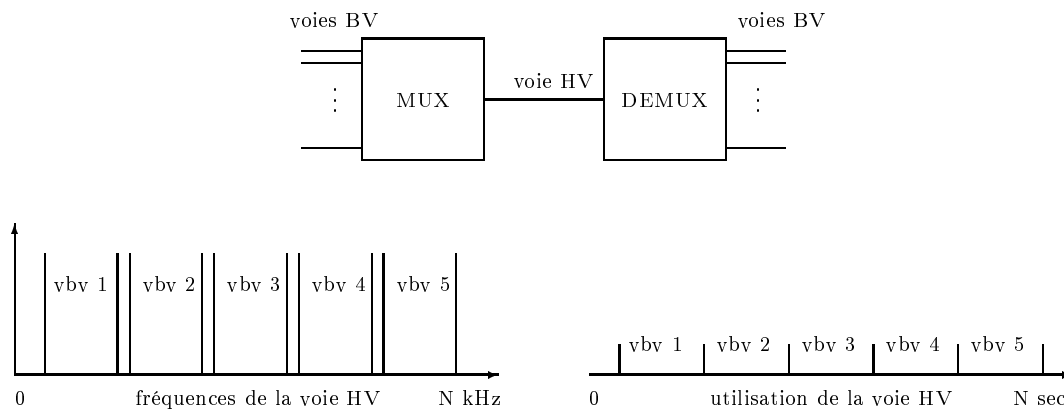 voies BV
voies BV
voie HV
MUX
DEMUX
vbv 1
vbv 2
vbv 3
vbv 4
vbv 5
0
fréquences de la voie HV
N kHz
vbv 1
vbv 2
vbv 3
vbv 4
vbv 5
0
utilisation de la voie HV
N sec